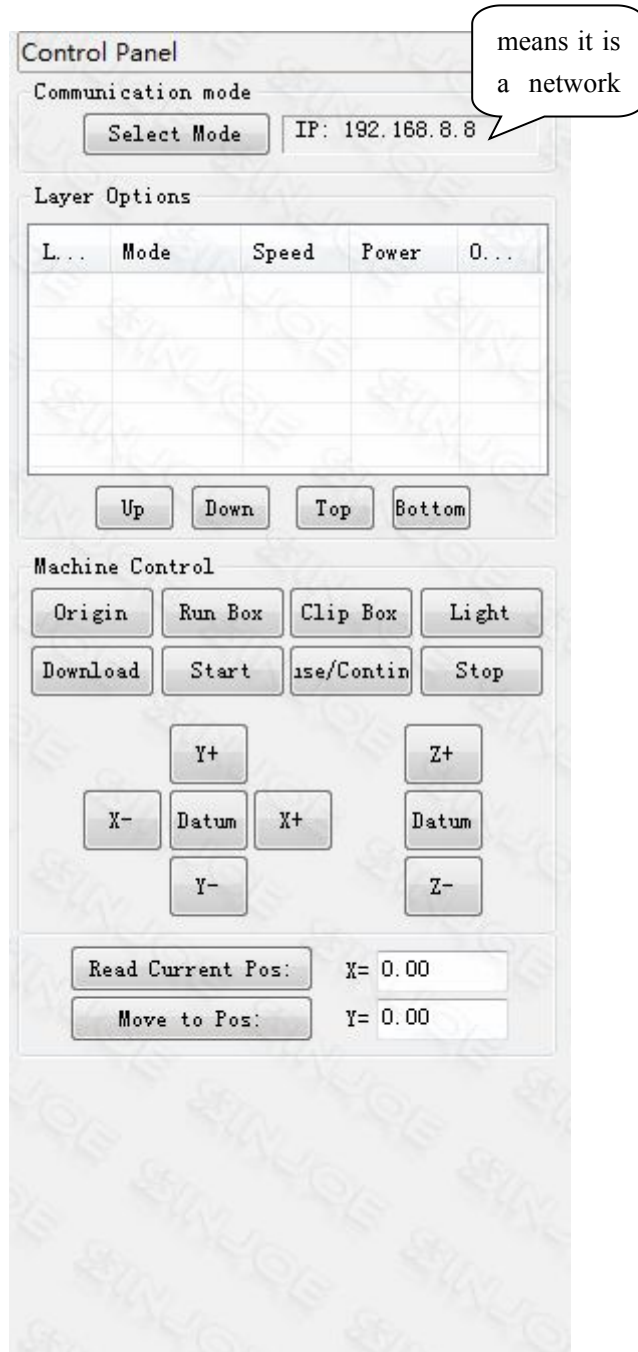 Control Panel
means it is
a network
Communication mode
Select Mode IP: 192.168.8.8
Layer Options
L... Mode Speed Power O...
Up Down Top Bottom
Machine Control
Origin Run Box Clip Box Light
Download Start ıse/Contin Stop
Y+ Z+
X- Datum X+ Datum
Y- Z-
Read Current Pos: X= 0.00
Move to Pos: Y= 0.00